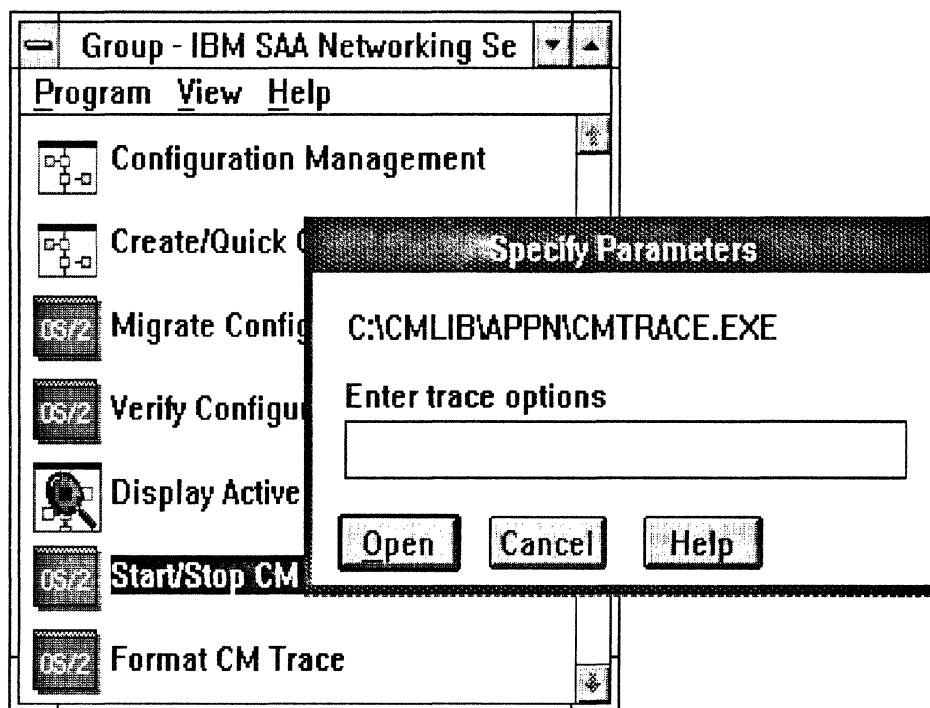 Group - IBM SAA Networking Se
Program View Help
Configuration Management
Create/Quick
OS/2 Migrate Config
OS/2 Verify Configu
Display Active
OS/2 Start/Stop CM
OS/2 Format CM Trace
Specify Parameters
C:\CMLIB\APPN\CMTRACE.EXE
Enter trace options
Open Cancel Help